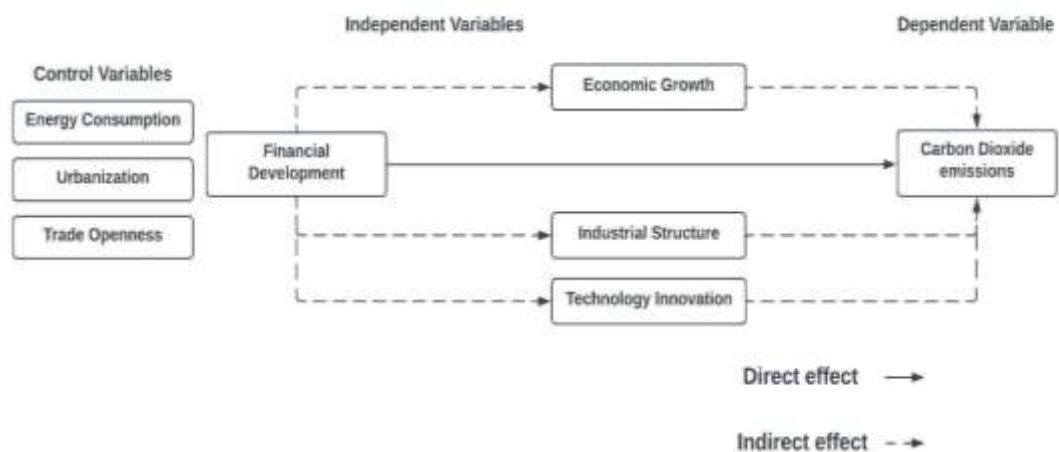 Independent Variables
Dependent Variable
Control Variables
Energy Consumption
Urbanization
Trade Openness
Financial
Development
Economic Growth
Industrial Structure
Technology Innovation
Carbon Dioxide
emissions
Direct effect
Indirect effect